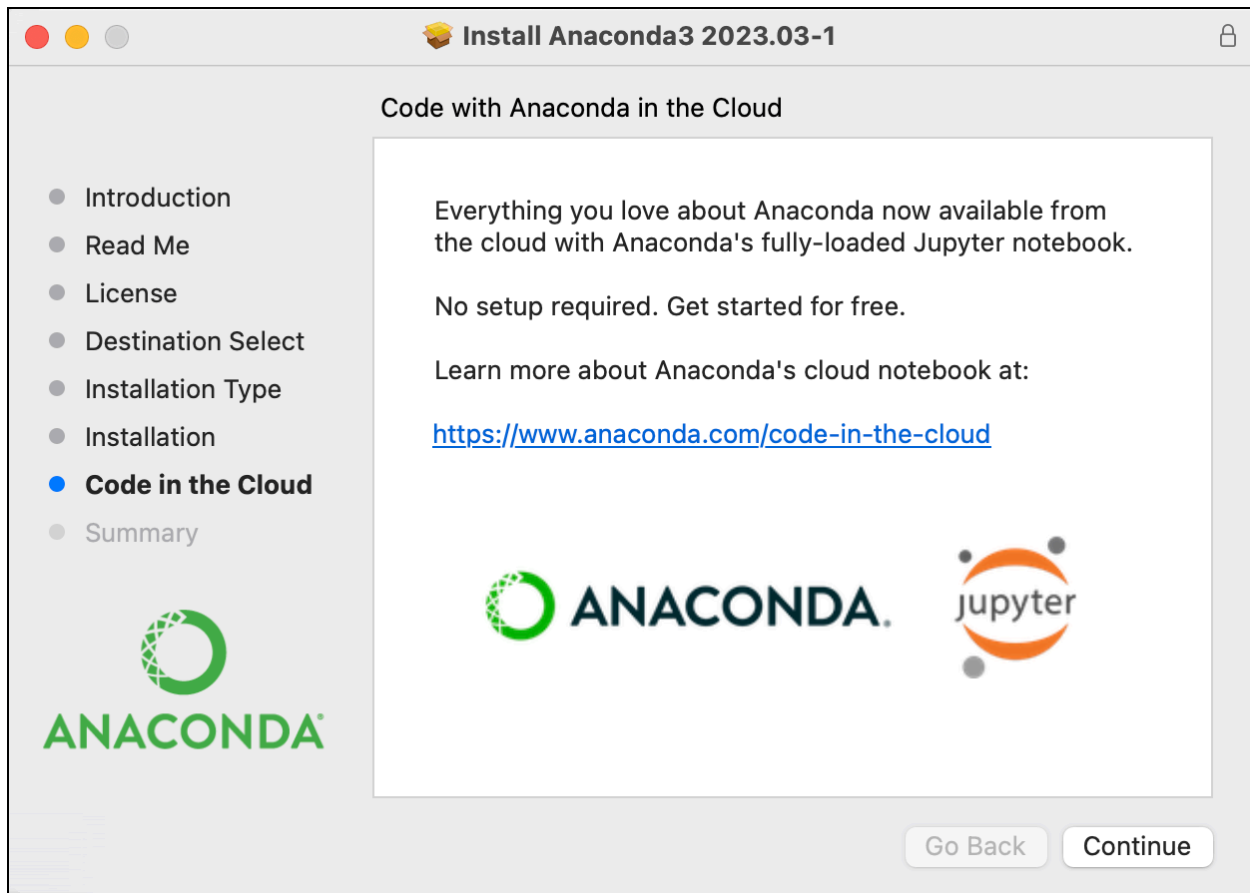 Install Anaconda3 2023.03-1
Code with Anaconda in the Cloud
Introduction
Read Me
License
Destination Select
Installation Type
Installation
Code in the Cloud
Summary
ANACONDA
Everything you love about Anaconda now available from
the cloud with Anaconda's fully-loaded Jupyter notebook.
No setup required. Get started for free.
Learn more about Anaconda's cloud notebook at:
https://www.anaconda.com/code-in-the-cloud
ANACONDA.
jupyter
Go Back
Continue